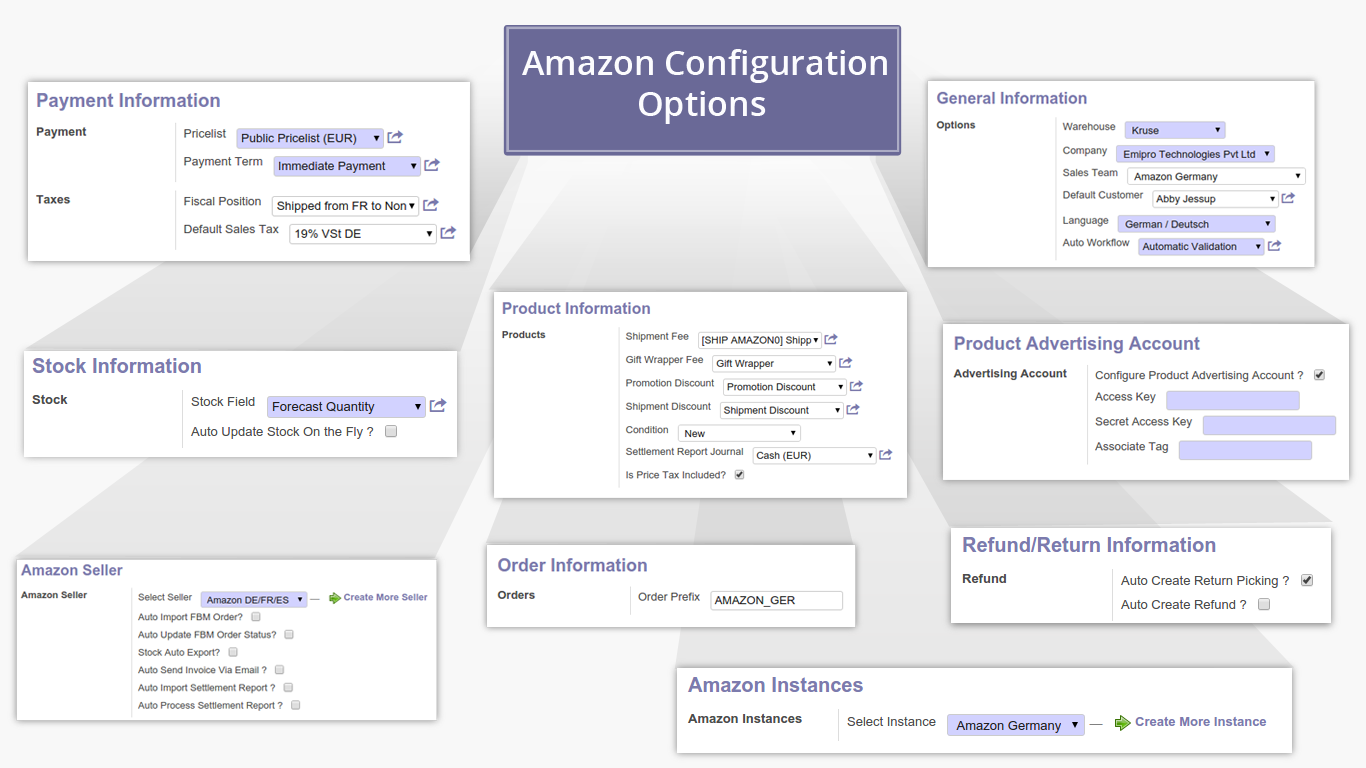 Amazon Configuration
Options
Payment Information
Payment
Pricelist Public Pricelist (EUR)
Payment Term Immediate Payment
Taxes
Fiscal Position Shipped from FR to Non
Default Sales Tax 19% VSt DE
General Information
Options
Warehouse Kruse
Company Emipro Technologies Pvt Ltd
Sales Team Amazon Germany
Default Customer Abby Jessup
Language German / Deutsch
Auto Workflow Automatic Validation
Stock Information
Stock
Stock Field Forecast Quantity
Auto Update Stock On the Fly ?
Product Information
Products
Shipment Fee [SHIP AMAZON0] Shipp
Gift Wrapper Fee Gift Wrapper
Promotion Discount Promotion Discount
Shipment Discount Shipment Discount
Condition New
Settlement Report Journal Cash (EUR)
Is Price Tax Included?
Product Advertising Account
Advertising Account
Configure Product Advertising Account ?
Access Key
Secret Access Key
Associate Tag
Amazon Seller
Amazon Seller
Select Seller Amazon DE/FR/ES — Create More Seller
Auto Import FBM Order?
Auto Update FBM Order Status?
Stock Auto Export?
Auto Send Invoice Via Email ?
Auto Import Settlement Report ?
Auto Process Settlement Report ?
Order Information
Orders
Order Prefix AMAZON_GER
Refund/Return Information
Refund
Auto Create Return Picking ?
Auto Create Refund ?
Amazon Instances
Amazon Instances
Select Instance Amazon Germany — Create More Instance